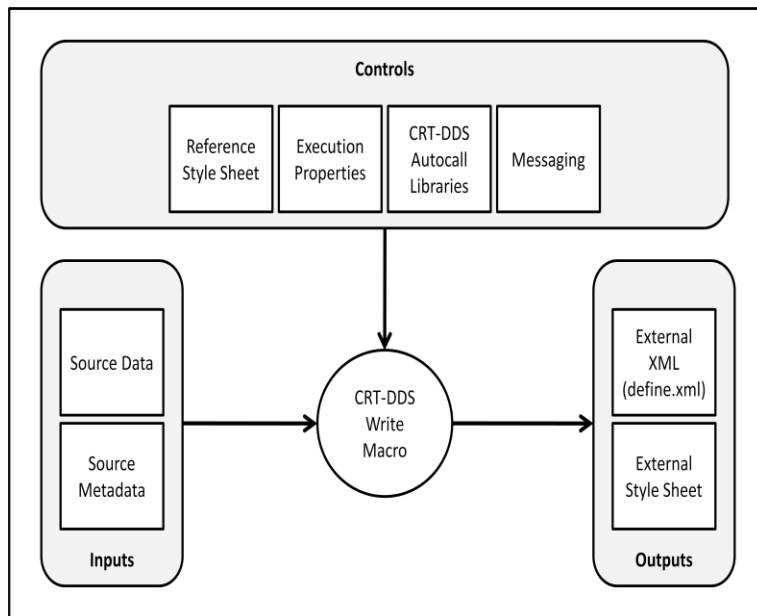 Controls
Reference
Style Sheet
Execution
Properties
CRT-DDS
Autocall
Libraries
Messaging
Source Data
Source
Metadata
Inputs
CRT-DDS
Write
Macro
External
XML
(define.xml)
External
Style Sheet
Outputs